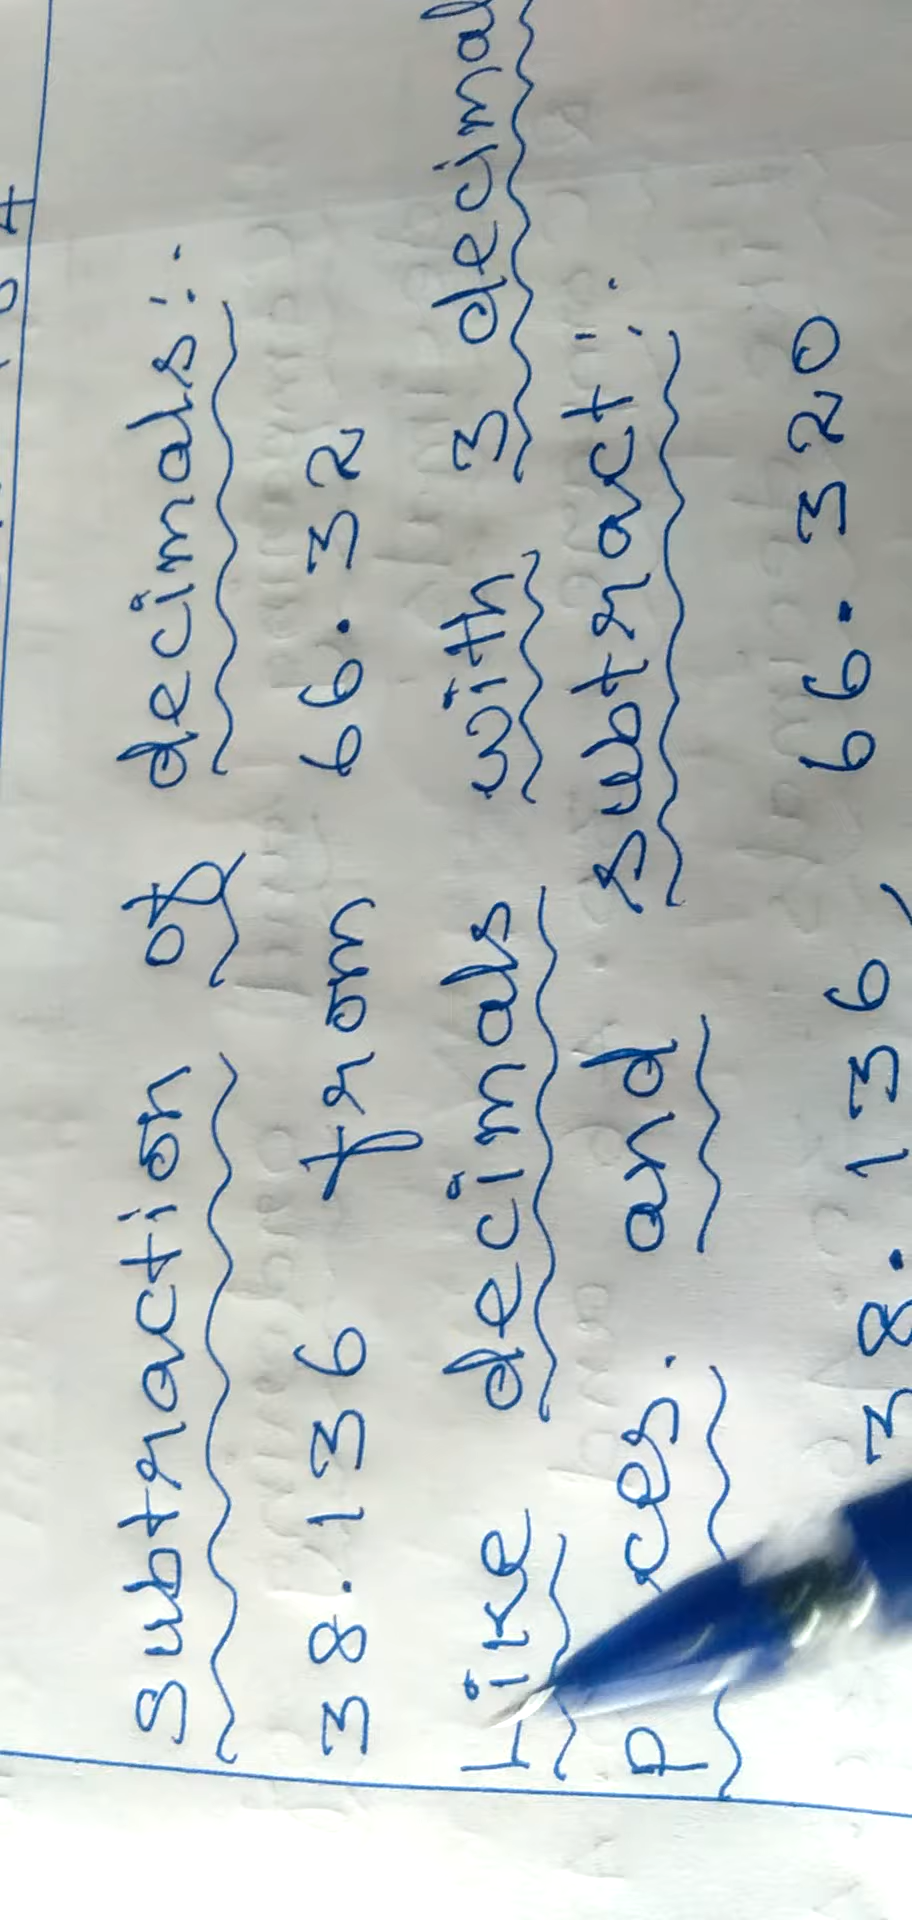 Subtraction of decimals:-
38.136 from 66.32
Like decimals with 3 decimal
and subtract:
38.136, 66.320